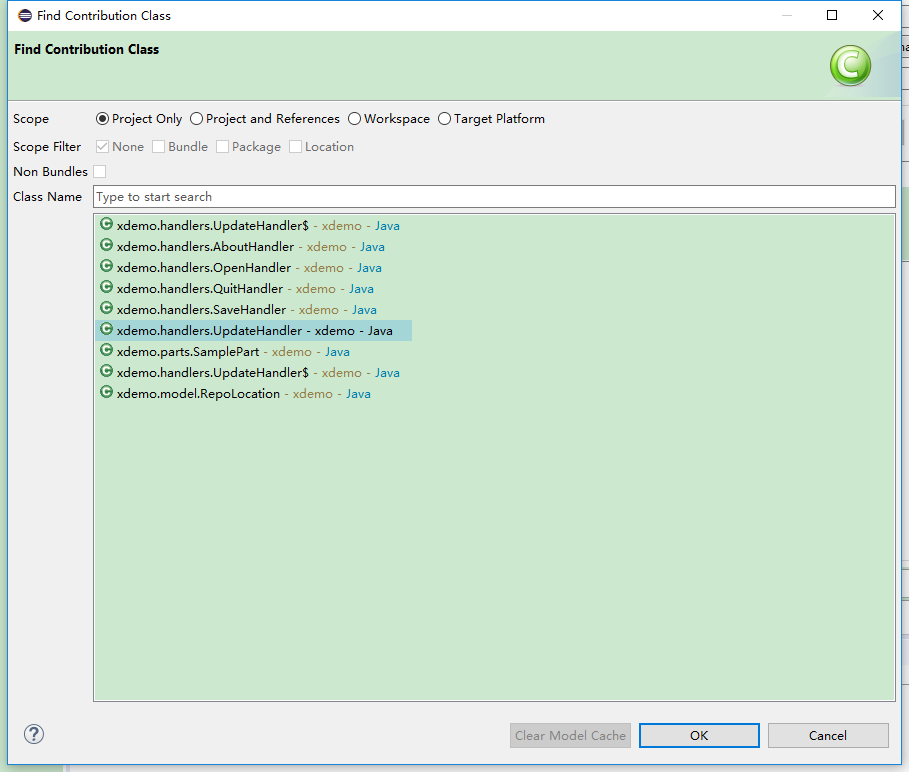 Find Contribution Class
Find Contribution Class
Scope Project Only Project and References Workspace Target Platform
Scope Filter None Bundle Package Location
Non Bundles
Class Name Type to start search
xdemo.handlers.UpdateHandler$ - xdemo - Java
xdemo.handlers.AboutHandler - xdemo - Java
xdemo.handlers.OpenHandler - xdemo - Java
xdemo.handlers.QuitHandler - xdemo - Java
xdemo.handlers.SaveHandler - xdemo - Java
xdemo.handlers.UpdateHandler - xdemo - Java
xdemo.parts.SamplePart - xdemo - Java
xdemo.handlers.UpdateHandler$ - xdemo - Java
xdemo.model.RepoLocation - xdemo - Java
? Clear Model Cache OK Cancel